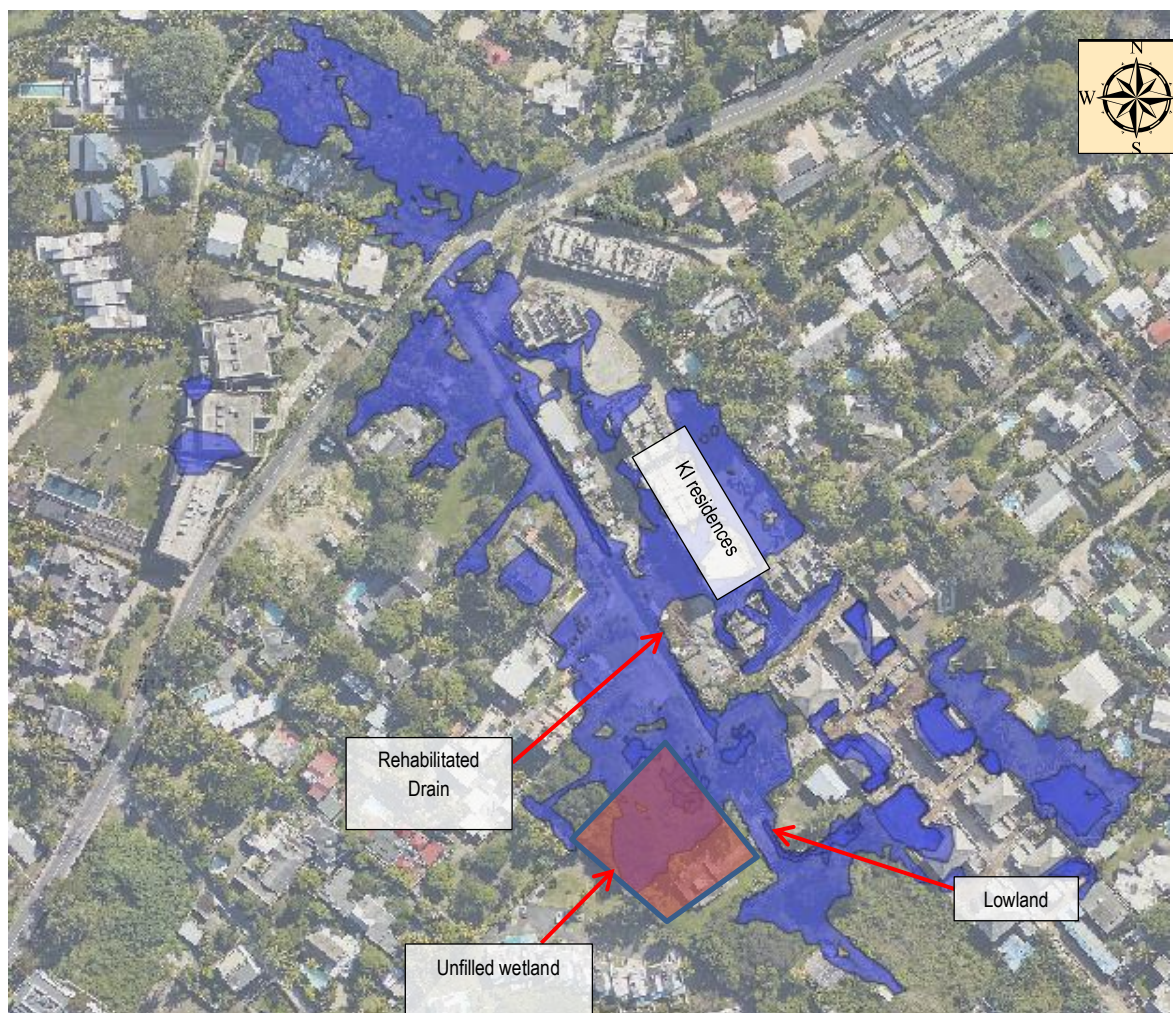 N
W
S
KI residences
Rehabilitated
Drain
Lowland
Unfilled wetland